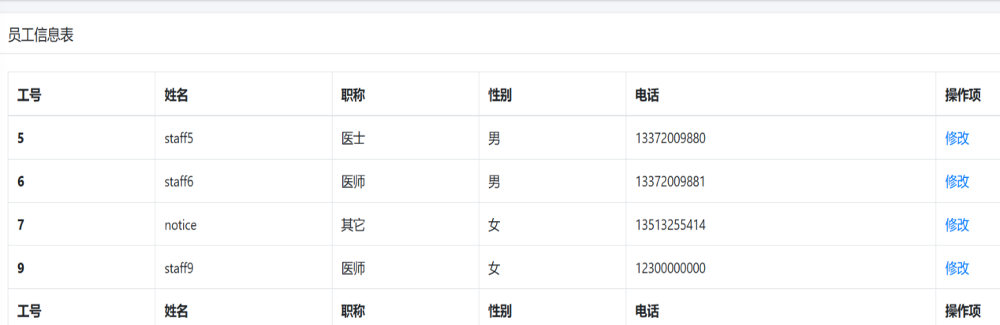 员工信息表
工号 姓名 职称 性别 电话 操作项
5 staff5 医士 男 13372009880 修改
6 staff6 医师 男 13372009881 修改
7 notice 其它 女 13513255414 修改
9 staff9 医师 女 12300000000 修改
工号 姓名 职称 性别 电话 操作项